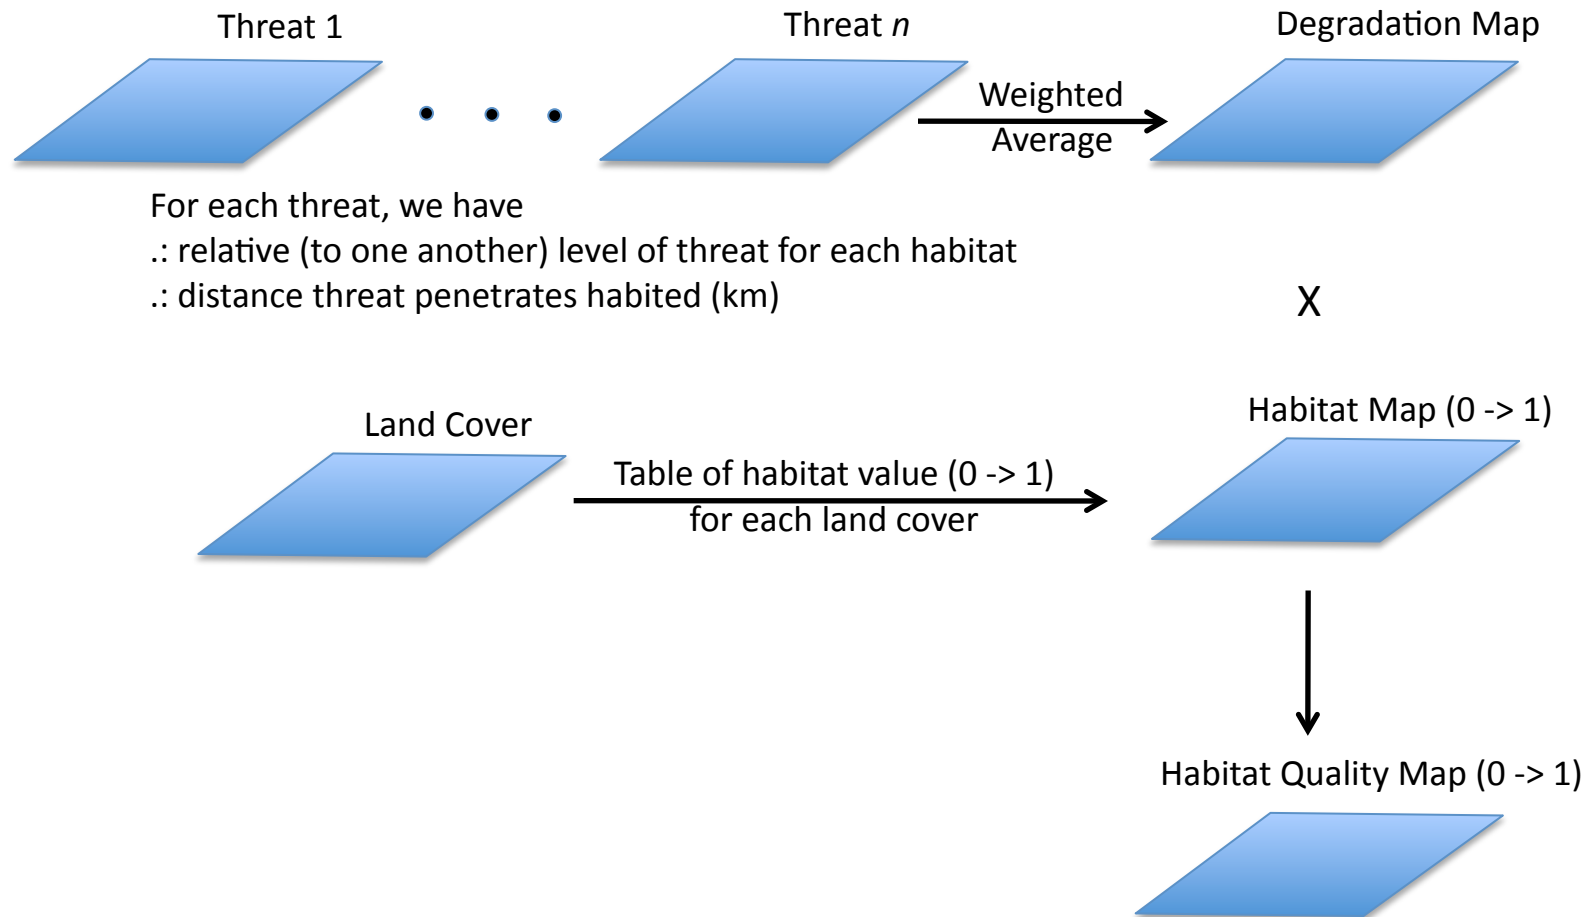 Threat 1
Threat n
Degradation Map
Weighted
Average
For each threat, we have
.: relative (to one another) level of threat for each habitat
.: distance threat penetrates habited (km)
X
Land Cover
Table of habitat value (0 -> 1)
for each land cover
Habitat Map (0 -> 1)
Habitat Quality Map (0 -> 1)